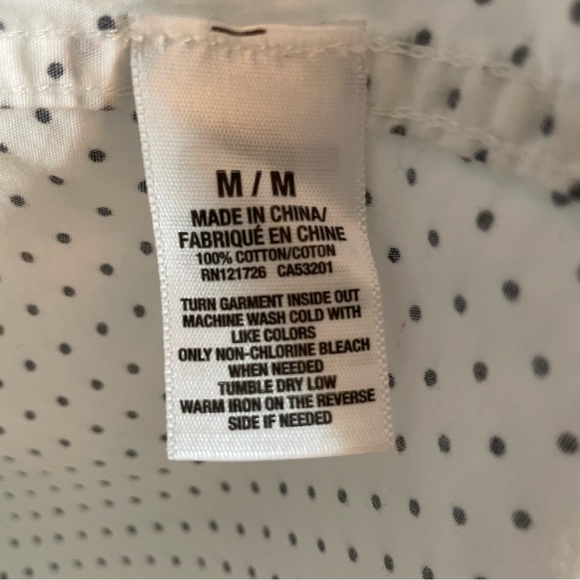 M / M
MADE IN CHINA/
FABRIQUÉ EN CHINE
100% COTTON/COTON
RN121726 CA53201
TURN GARMENT INSIDE OUT
MACHINE WASH COLD WITH
LIKE COLORS
ONLY NON-CHLORINE BLEACH
WHEN NEEDED
TUMBLE DRY LOW
WARM IRON ON THE REVERSE
SIDE IF NEEDED